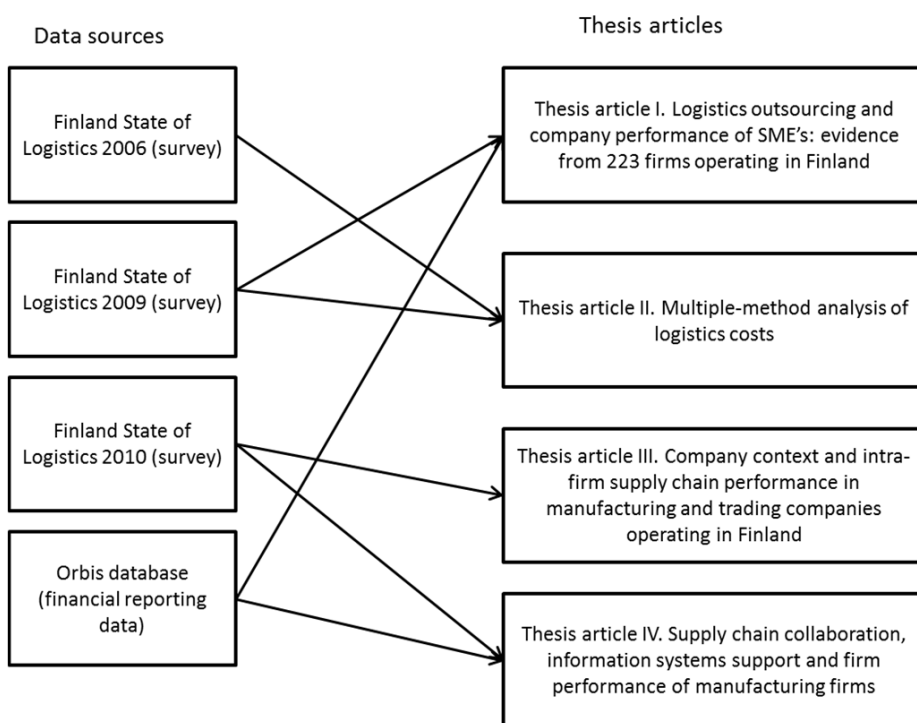 Data sources
Thesis articles
Finland State of
Logistics 2006 (survey)
Finland State of
Logistics 2009 (survey)
Finland State of
Logistics 2010 (survey)
Orbis database
(financial reporting
data)
Thesis article I. Logistics outsourcing and
company performance of SME's: evidence
from 223 firms operating in Finland
Thesis article II. Multiple-method analysis of
logistics costs
Thesis article III. Company context and intra-
firm supply chain performance in
manufacturing and trading companies
operating in Finland
Thesis article IV. Supply chain collaboration,
information systems support and firm
performance of manufacturing firms